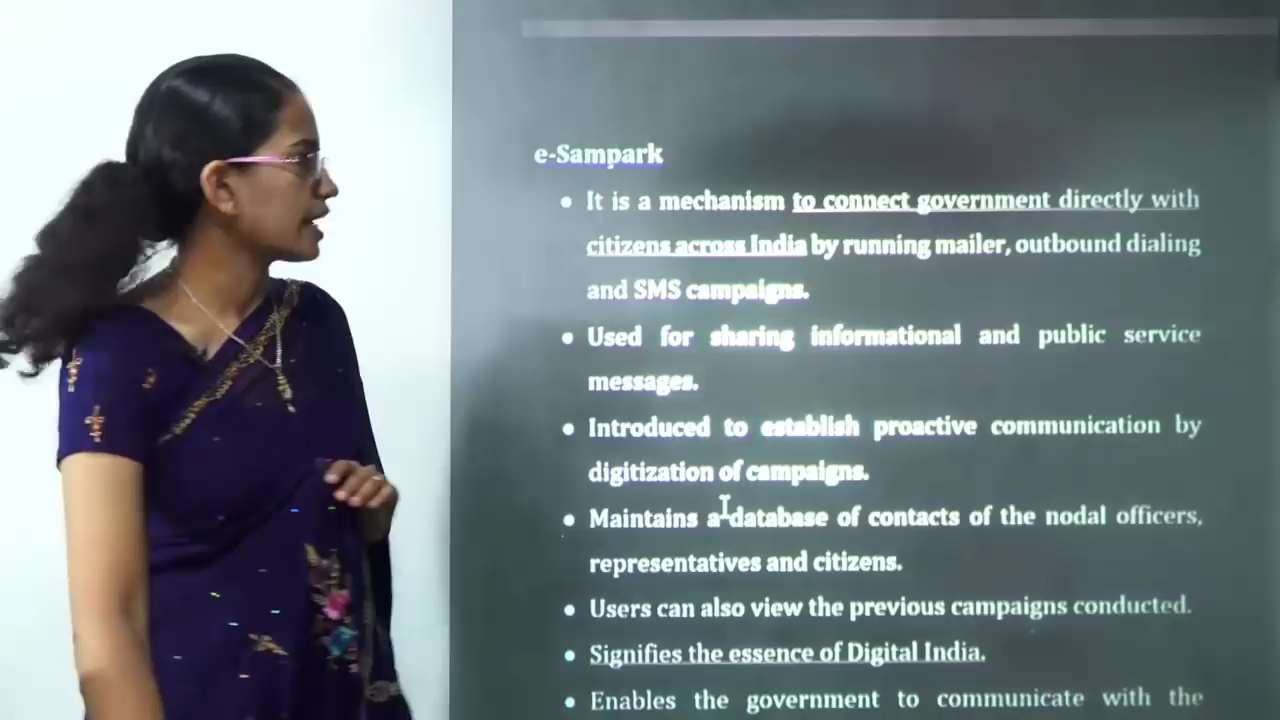 e-Sampark
• It is a mechanism to connect government directly with
citizens across India by running mailer, outbound dialing
and SMS campaigns.
• Used for sharing informational and public service
messages.
• Introduced to establish proactive communication by
digitization of campaigns.
• Maintains a database of contacts of the nodal officers,
representatives and citizens.
• Users can also view the previous campaigns conducted.
• Signifies the essence of Digital India.
• Enables the government to communicate with the